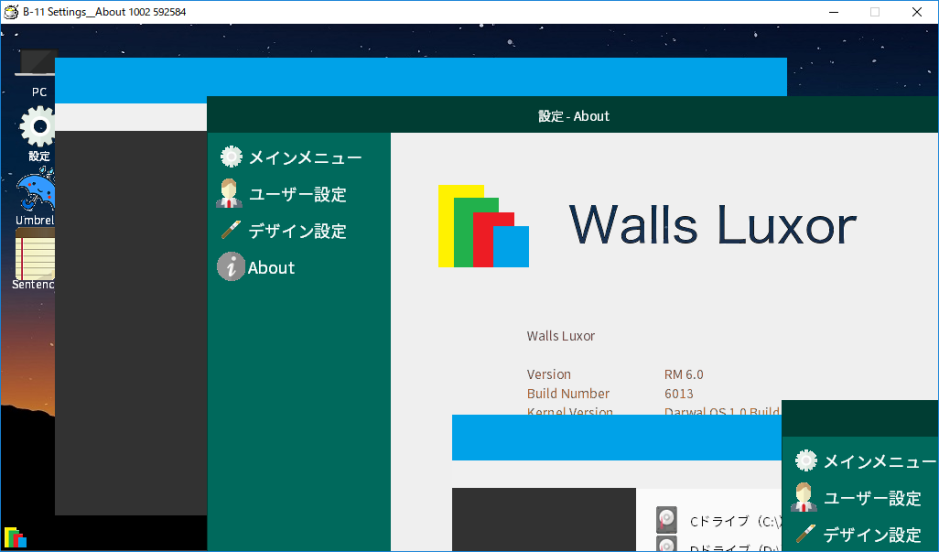 B-11 Settings__About 1002 592584
PC
設定
Umbrel
Sentenc
設定 - About
メインメニュー
ユーザー設定
デザイン設定
About
Walls Luxor
Walls Luxor
Version RM 6.0
Build Number 6013
Kernel Version Darwal OS 1.0 Build
Cドライブ (C:\
Dドライブ (D:\
メインメニュー
ユーザー設定
デザイン設定